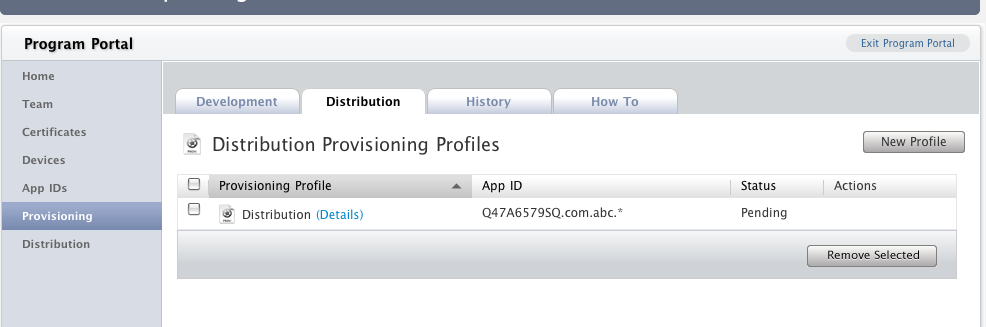 Program Portal
Exit Program Portal
Home
Team
Certificates
Devices
App IDs
Provisioning
Distribution
Development
Distribution
History
How To
Distribution Provisioning Profiles
New Profile
Provisioning Profile
App ID
Status
Actions
Distribution (Details)
Q47A6579SQ.com.abc.*
Pending
Remove Selected